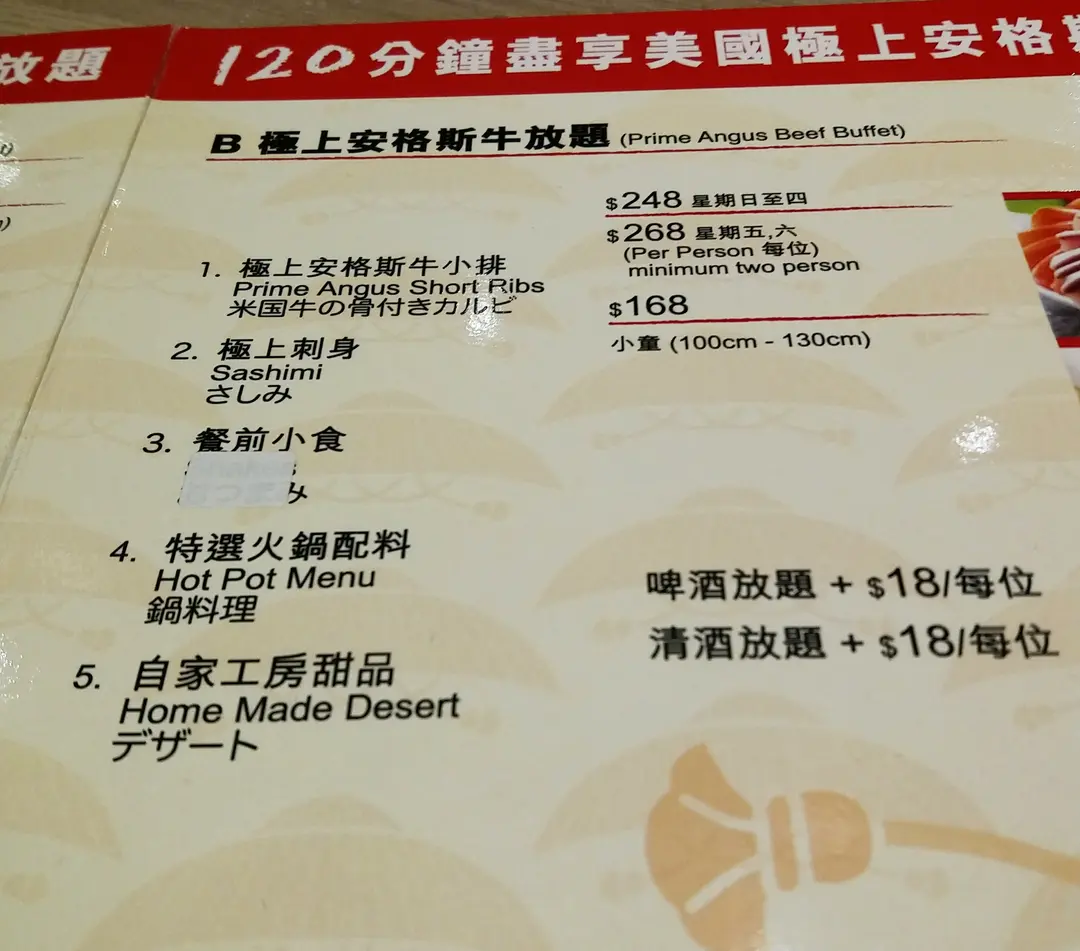 放題
120分鐘盡享美國極上安格斯
B 極上安格斯牛放題 (Prime Angus Beef Buffet)
$248 星期日至四
$268 星期五,六
(Per Person 每位)
minimum two person
$168
小童 (100cm - 130cm)
1. 極上安格斯牛小排
Prime Angus Short Ribs
米国牛の骨付きカルビ
2. 極上刺身
Sashimi
さしみ
3. 餐前小食
み
4. 特選火鍋配料
Hot Pot Menu
鍋料理
5. 自家工房甜品
Home Made Desert
デザート
啤酒放題 + $18/每位
清酒放題 + $18/每位